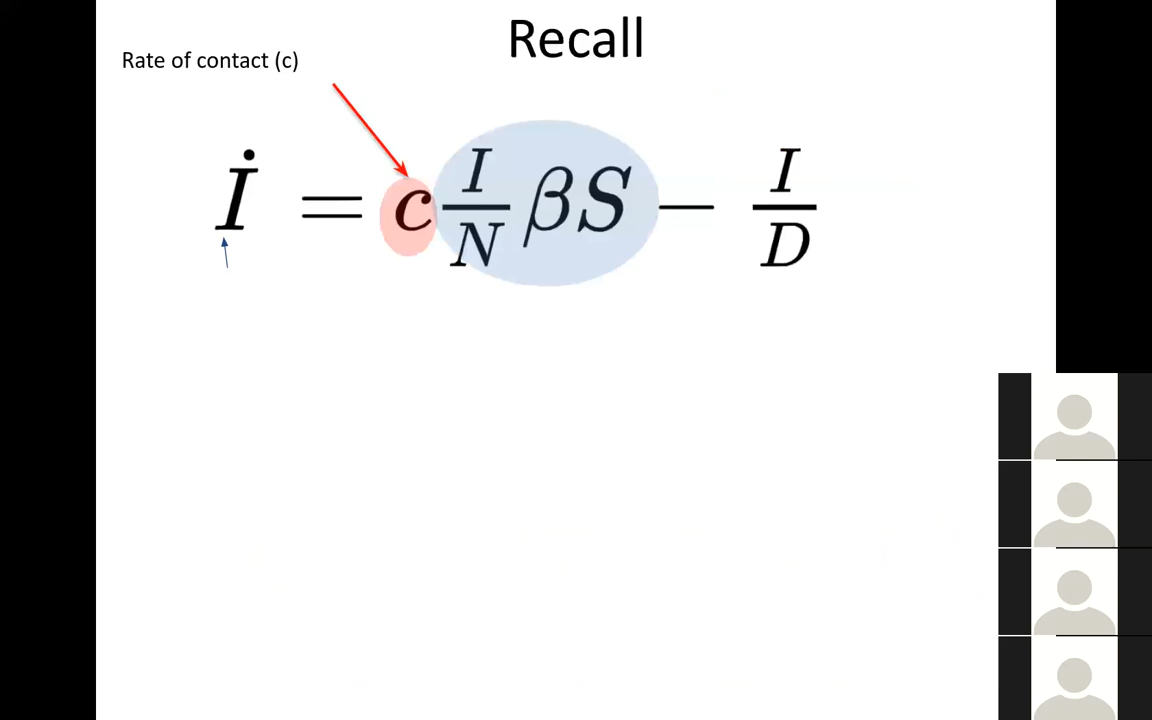 Recall
Rate of contact (c)
İ = c I/N βS − I/D